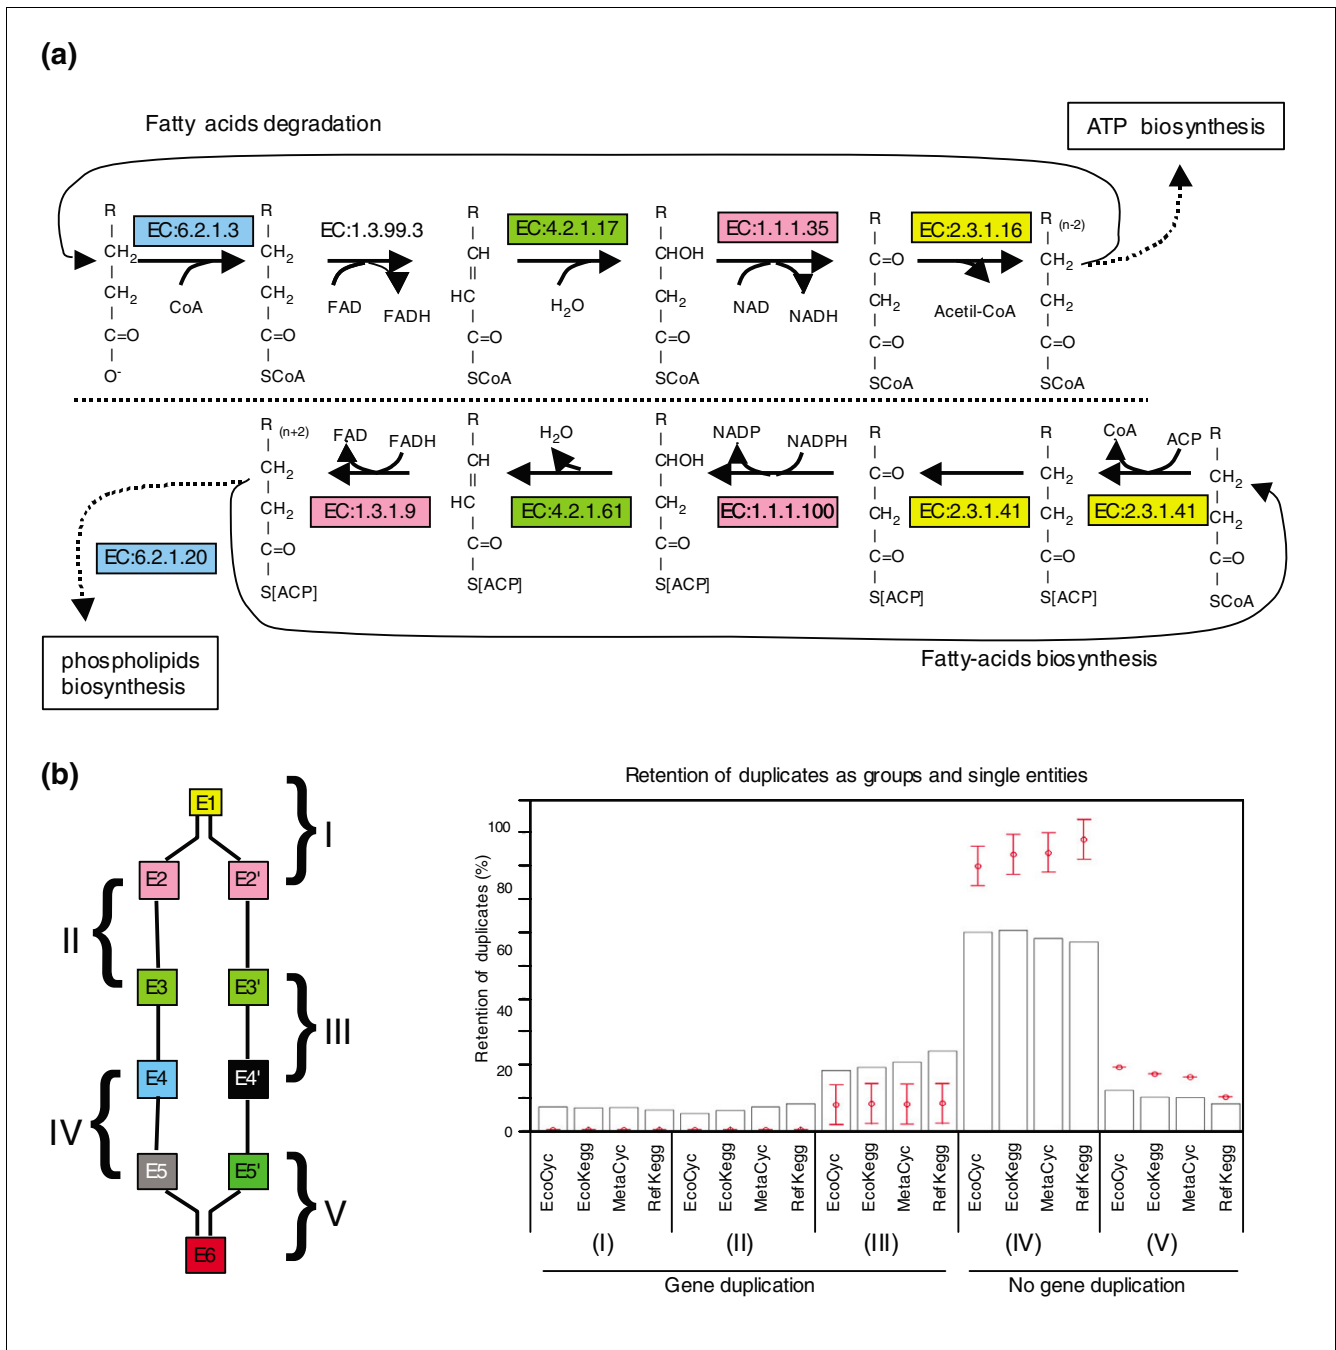 (a)
Fatty acids degradation
ATP biosynthesis
R
CH2
CH2
C=O
O-
EC:6.2.1.3
CoA
R
CH2
CH2
C=O
SCoA
EC:1.3.99.3
FAD
FADH
R
CH
HC
C=O
SCoA
EC:4.2.1.17
H2O
R
CHOH
CH2
C=O
SCoA
EC:1.1.1.35
NAD
NADH
R
C=O
CH2
C=O
SCoA
EC:2.3.1.16
Acetil-CoA
R (n-2)
CH2
CH2
C=O
SCoA
R (n+2)
CH2
CH2
C=O
S[ACP]
FAD
FADH
EC:1.3.1.9
R
CH
HC
C=O
S[ACP]
H2O
EC:4.2.1.61
R
CHOH
CH2
C=O
S[ACP]
NADP
NADPH
EC:1.1.1.100
R
C=O
CH2
C=O
S[ACP]
EC:2.3.1.41
R
CH2
CH2
C=O
S[ACP]
CoA
ACP
EC:2.3.1.41
R
CH2
CH2
C=O
SCoA
EC:6.2.1.20
phospholipids
biosynthesis
Fatty-acids biosynthesis
(b)
E1
E2 E2'
E3 E3'
E4 E4'
E5 E5'
E6
I
II
III
IV
V
Retention of duplicates as groups and single entities
Retention of duplicates (%)
100
80
60
40
20
0
EcoCyc
EcoKegg
MetaCyc
RefKegg
EcoCyc
EcoKegg
MetaCyc
RefKegg
EcoCyc
EcoKegg
MetaCyc
RefKegg
EcoCyc
EcoKegg
MetaCyc
RefKegg
EcoCyc
EcoKegg
MetaCyc
RefKegg
(I) (II) (III) (IV) (V)
Gene duplication No gene duplication